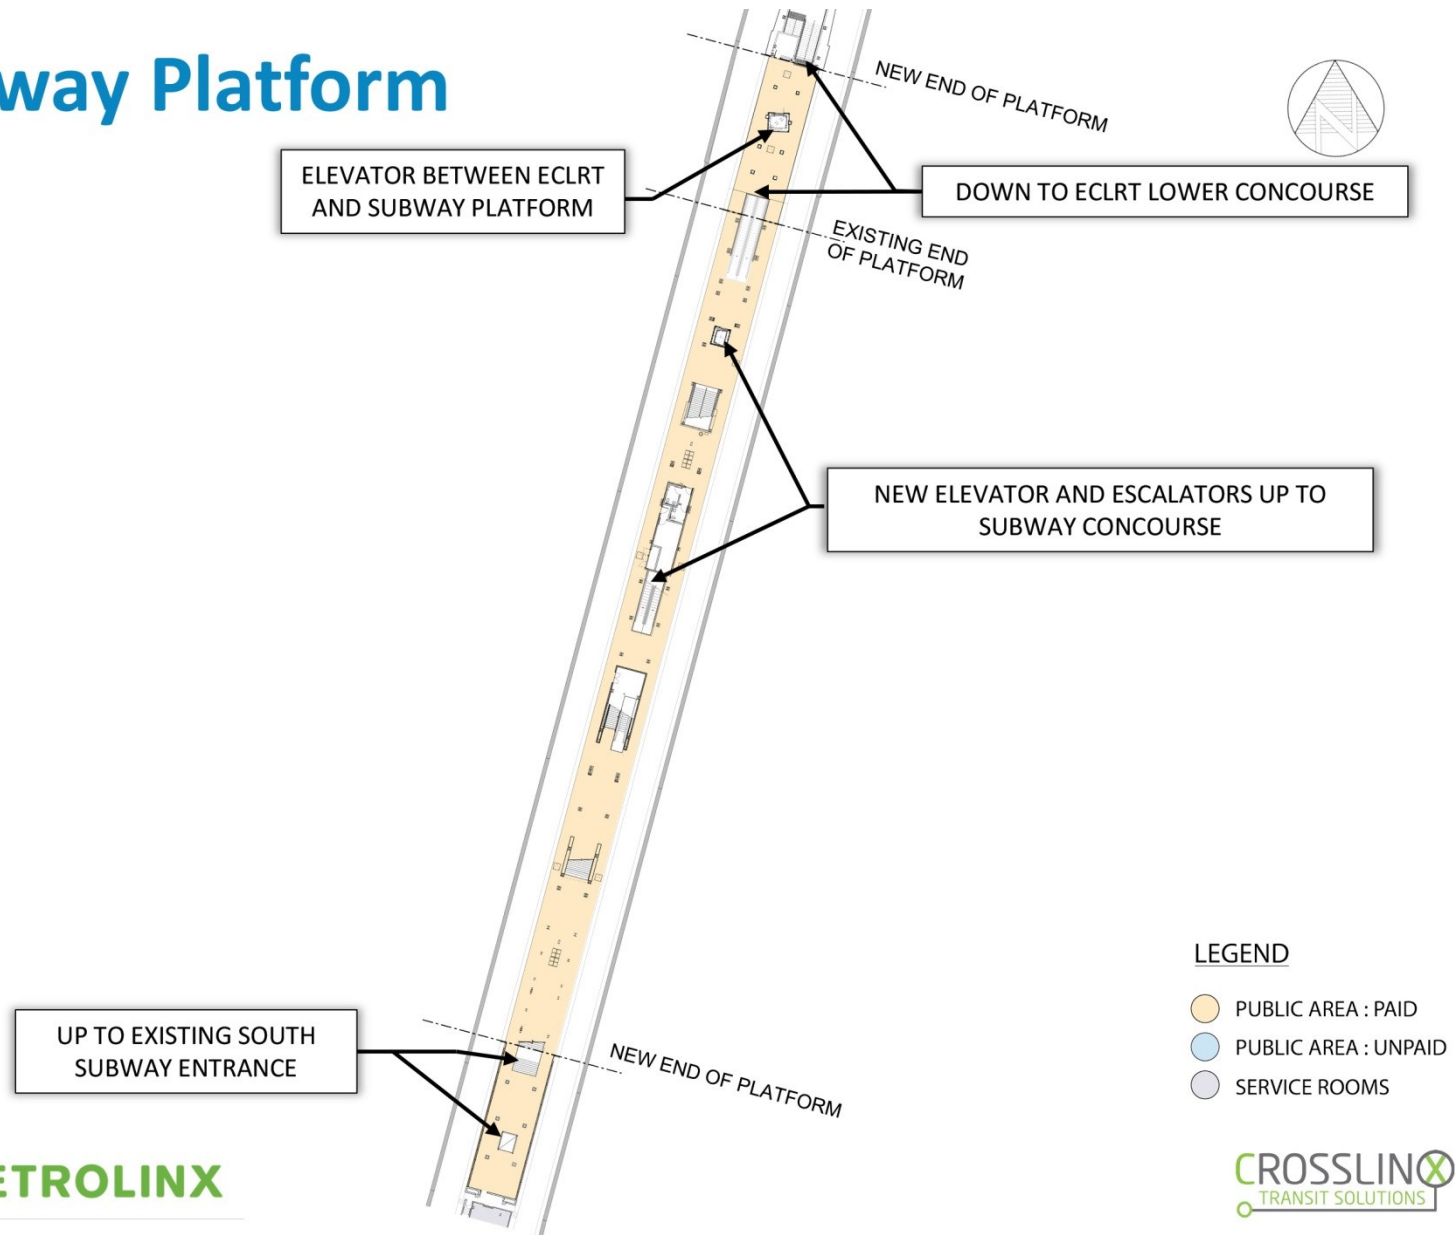 way Platform
NEW END OF PLATFORM
ELEVATOR BETWEEN ECLRT
AND SUBWAY PLATFORM
DOWN TO ECLRT LOWER CONCOURSE
EXISTING END
OF PLATFORM
NEW ELEVATOR AND ESCALATORS UP TO
SUBWAY CONCOURSE
UP TO EXISTING SOUTH
SUBWAY ENTRANCE
NEW END OF PLATFORM
LEGEND
PUBLIC AREA : PAID
PUBLIC AREA : UNPAID
SERVICE ROOMS
ETROLINX
CROSSLINX
TRANSIT SOLUTIONS
N